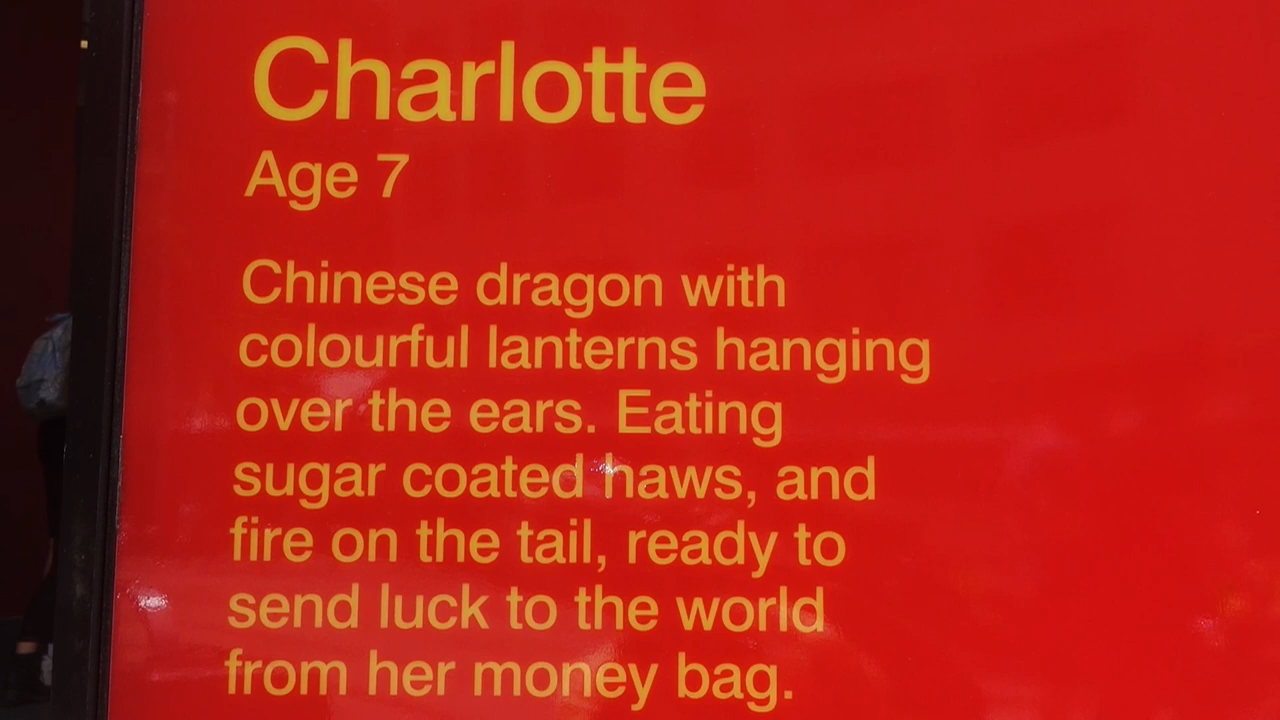 Charlotte
Age 7
Chinese dragon with
colourful lanterns hanging
over the ears. Eating
sugar coated haws, and
fire on the tail, ready to
send luck to the world
from her money bag.